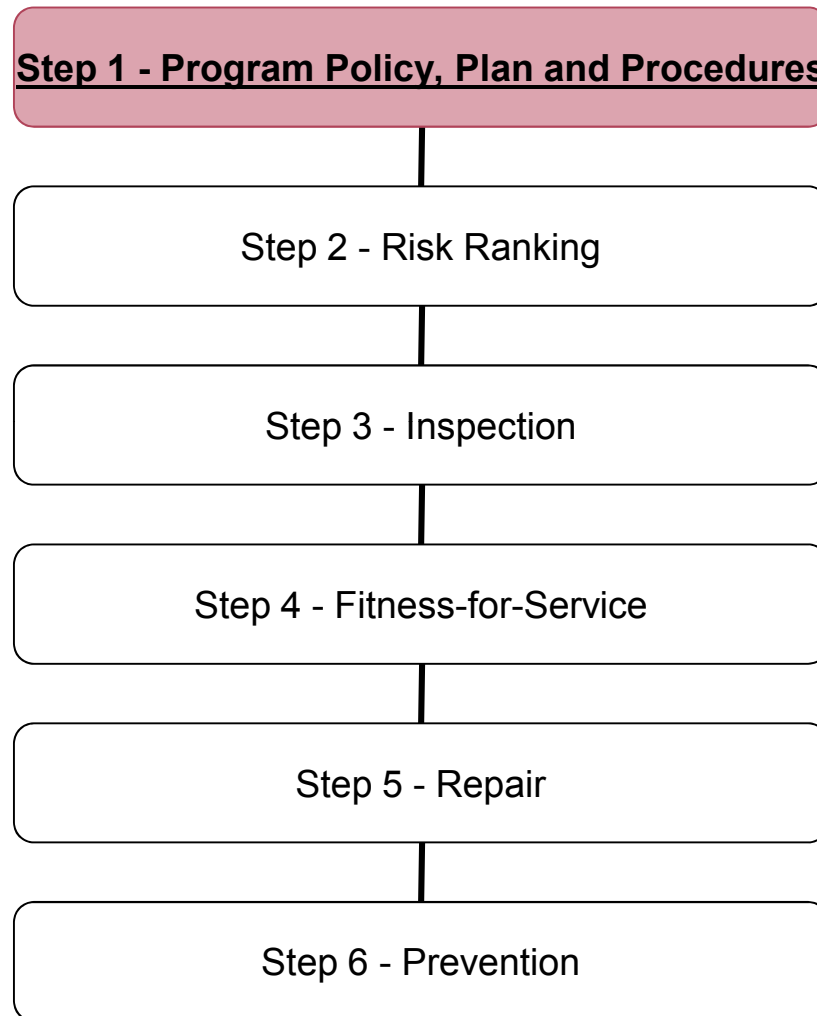 Step 1 - Program Policy, Plan and Procedures
Step 2 - Risk Ranking
Step 3 - Inspection
Step 4 - Fitness-for-Service
Step 5 - Repair
Step 6 - Prevention